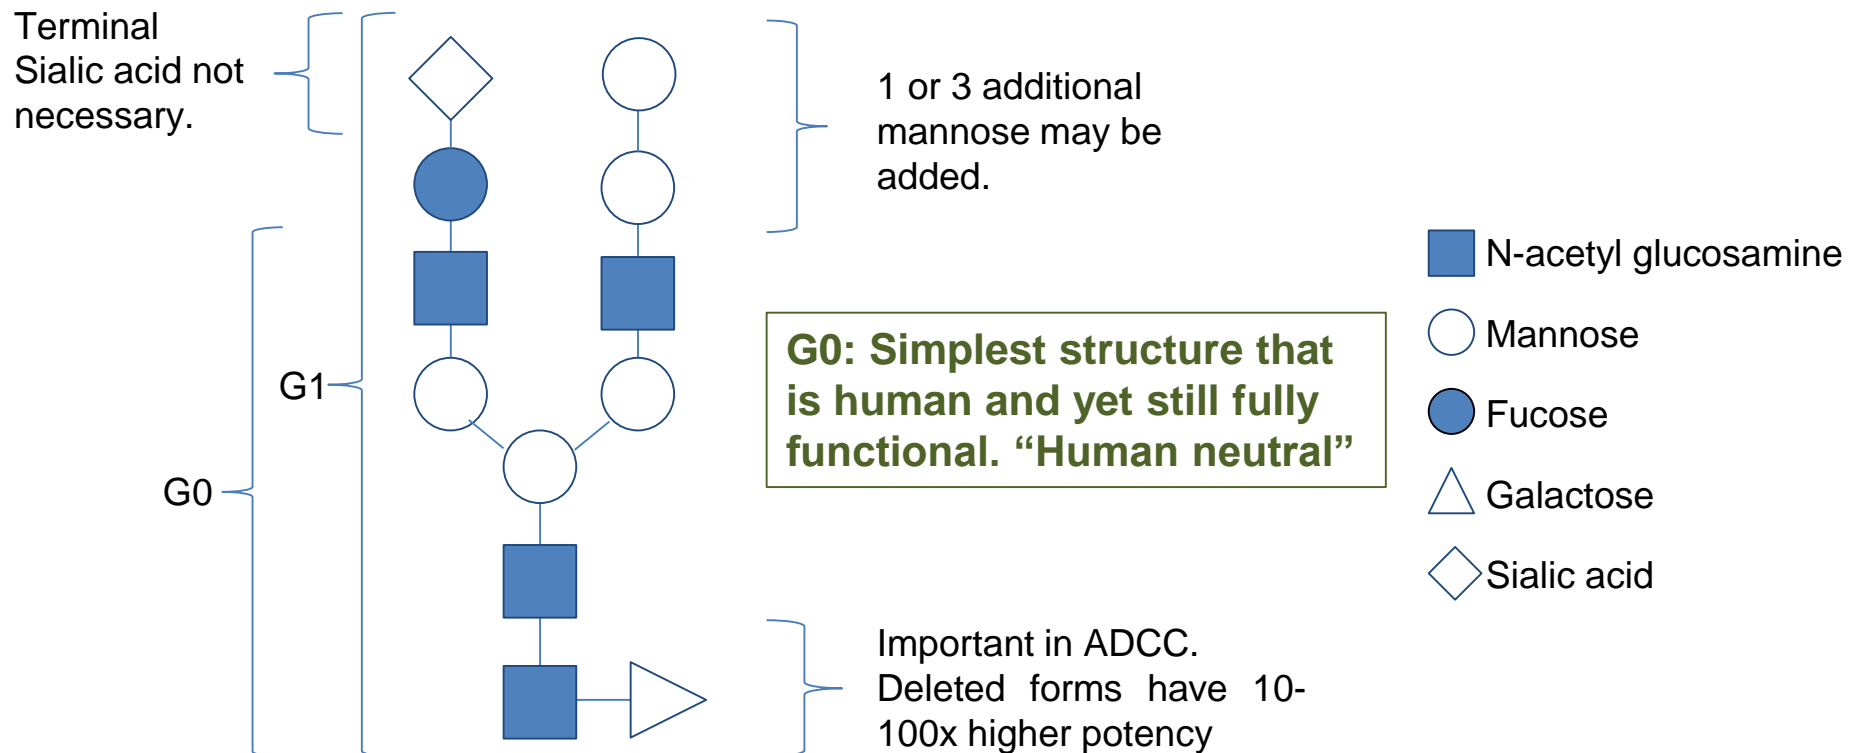 Terminal
Sialic acid not
necessary.
1 or 3 additional
mannose may be
added.
G1
G0
G0: Simplest structure that
is human and yet still fully
functional. “Human neutral”
N-acetyl glucosamine
Mannose
Fucose
Galactose
Sialic acid
Important in ADCC.
Deleted forms have 10-
100x higher potency